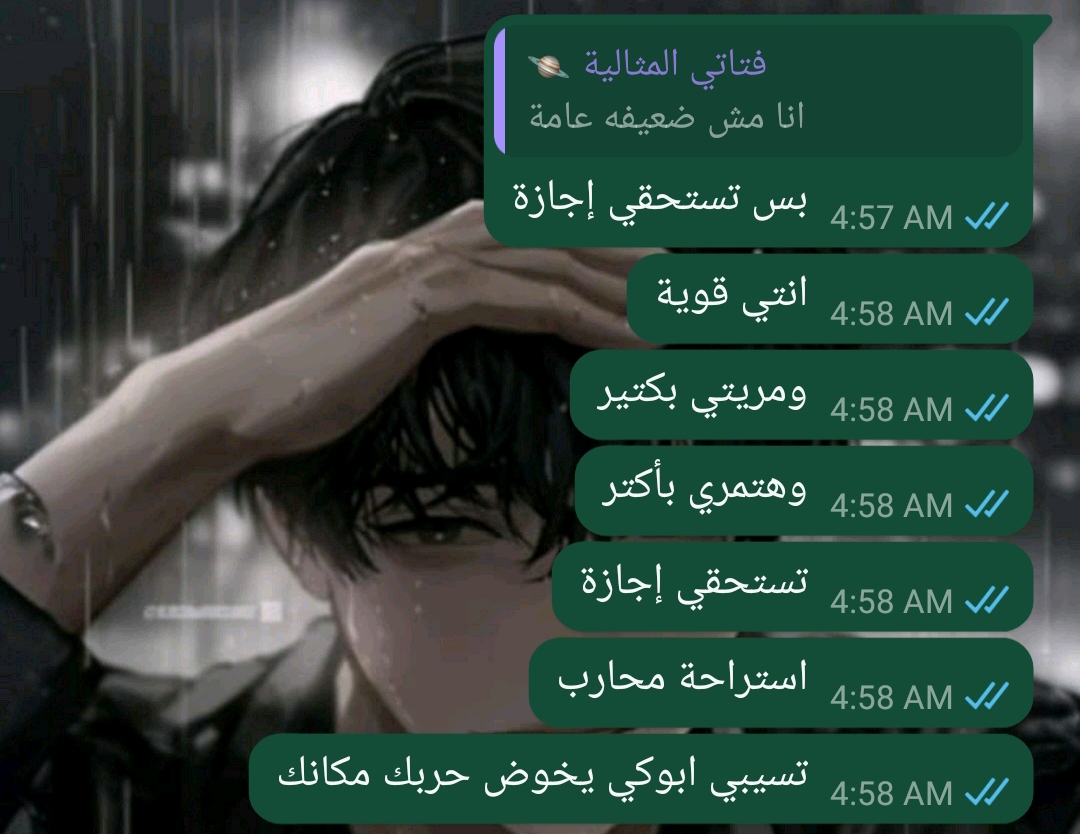 فتاتي المثالية 🪐
انا مش ضعيفه عامة
بس تستحقي إجازة 4:57 AM
انتي قوية 4:58 AM
ومريتي بكتير 4:58 AM
وهتمري بأكتر 4:58 AM
تستحقي إجازة 4:58 AM
استراحة محارب 4:58 AM
تسيبي ابوكي يخوض حربك مكانك 4:58 AM